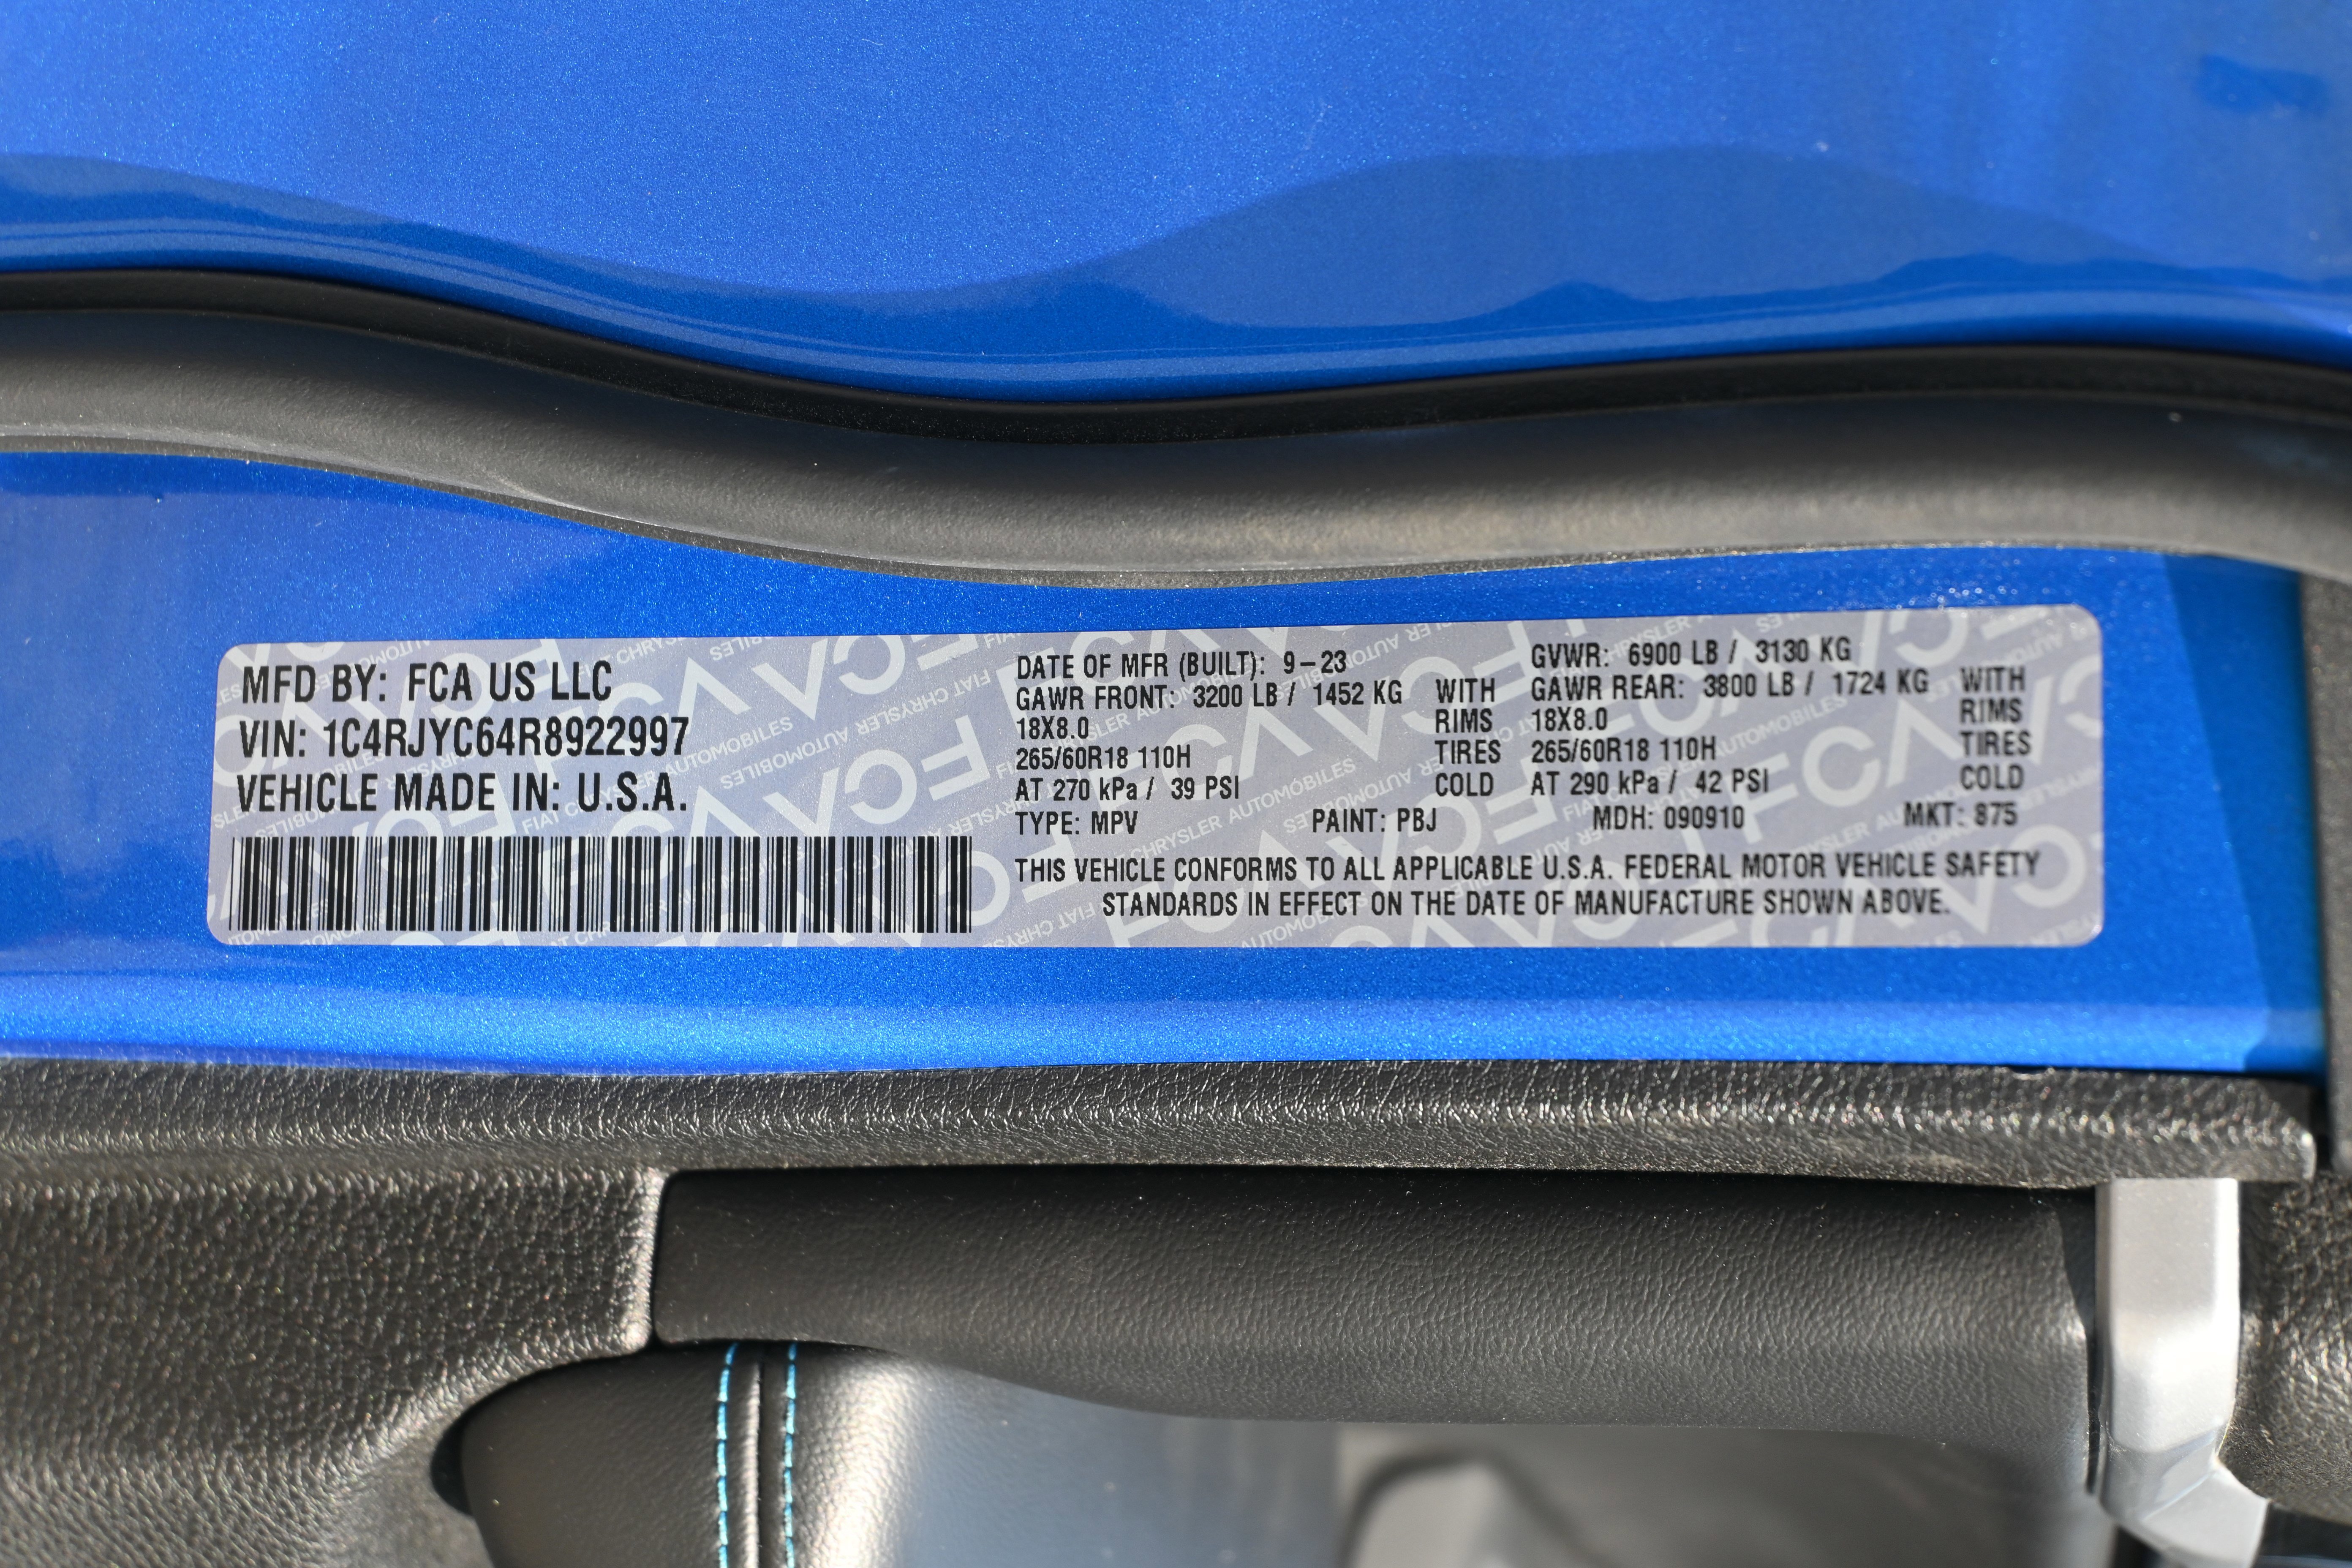 MFD BY: FCA US LLC
VIN: 1C4RJYC64R8922997
VEHICLE MADE IN: U.S.A.
DATE OF MFR (BUILT): 9-23 GVWR: 6900 LB / 3130 KG
GAWR FRONT: 3200 LB / 1452 KG WITH GAWR REAR: 3800 LB / 1724 KG WITH
18X8.0 RIMS 18X8.0 RIMS
265/60R18 110H TIRES 265/60R18 110H TIRES
AT 270 kPa / 39 PSI COLD AT 290 kPa / 42 PSI COLD
TYPE: MPV PAINT: PBJ MDH: 090910 MKT: 875
THIS VEHICLE CONFORMS TO ALL APPLICABLE U.S.A. FEDERAL MOTOR VEHICLE SAFETY
STANDARDS IN EFFECT ON THE DATE OF MANUFACTURE SHOWN ABOVE.
FCA
FIAT CHRYSLER AUTOMOBILES